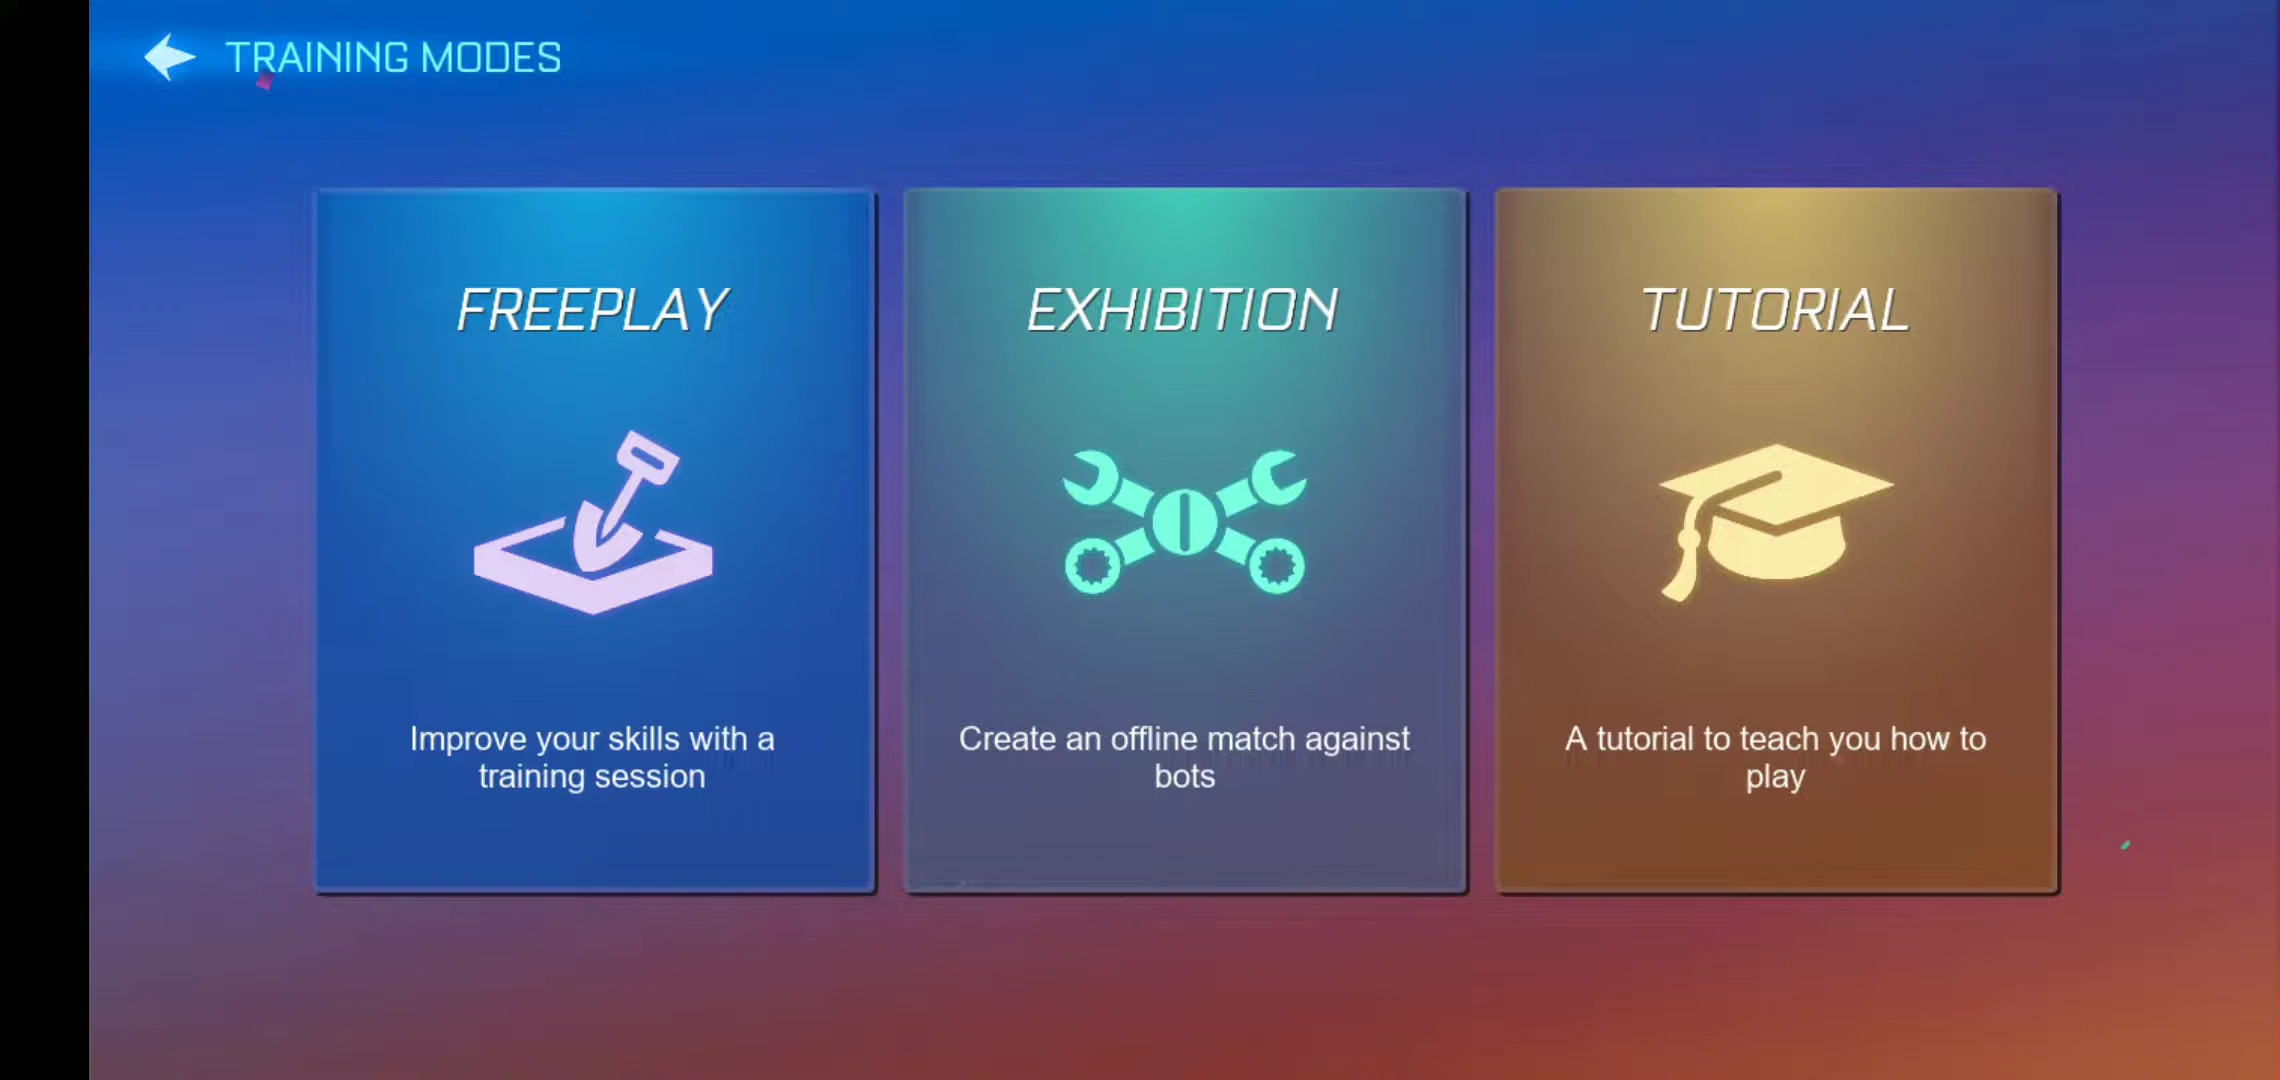 TRAINING MODES
FREEPLAY
Improve your skills with a
training session
EXHIBITION
Create an offline match against
bots
TUTORIAL
A tutorial to teach you how to
play